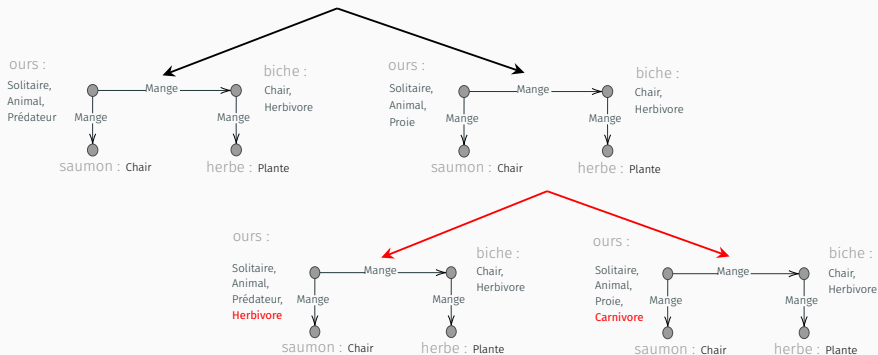 ours :
Solitaire,
Animal,
Prédateur
Mange
biche :
Chair,
Herbivore
Mange
Mange
saumon : Chair
herbe : Plante
ours :
Solitaire,
Animal,
Proie
Mange
biche :
Chair,
Herbivore
Mange
Mange
saumon : Chair
herbe : Plante
ours :
Solitaire,
Animal,
Prédateur,
Herbivore
Mange
biche :
Chair,
Herbivore
Mange
Mange
saumon : Chair
herbe : Plante
ours :
Solitaire,
Animal,
Proie,
Carnivore
Mange
biche :
Chair,
Herbivore
Mange
Mange
saumon : Chair
herbe : Plante